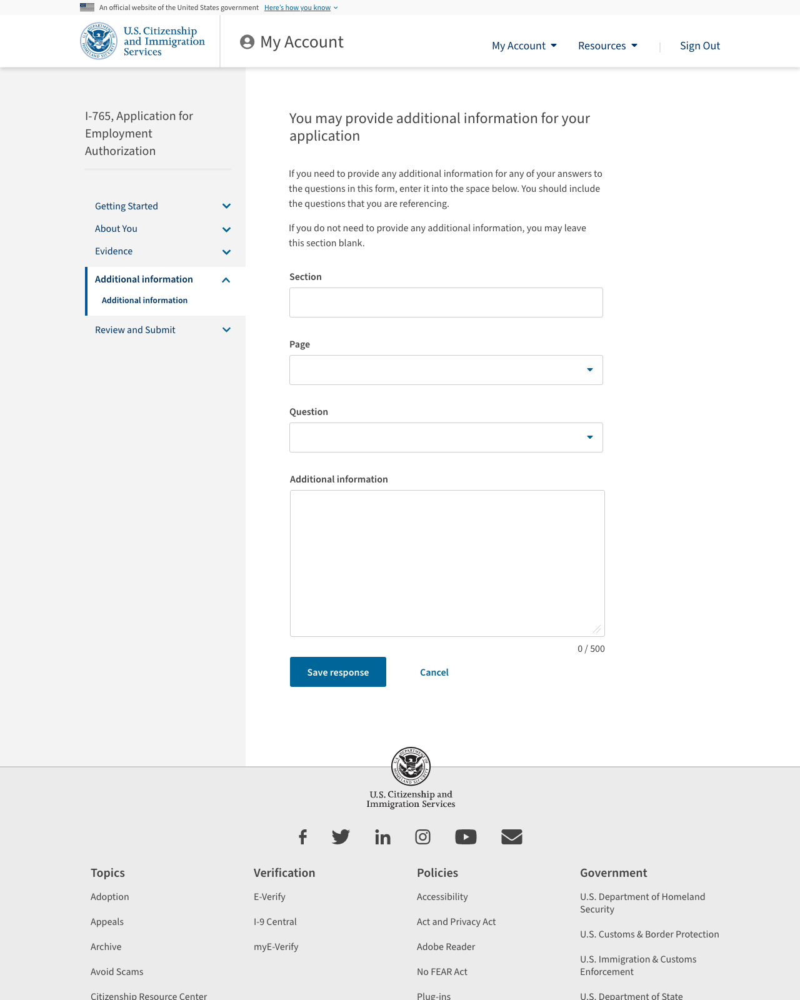 An official website of the United States government Here's how you know
U.S. Citizenship
and Immigration
Services
My Account
My Account
Resources
Sign Out
I-765, Application for
Employment
Authorization
Getting Started
About You
Evidence
Additional information
Additional information
Review and Submit
You may provide additional information for your
application
If you need to provide any additional information for any of your answers to
the questions in this form, enter it into the space below. You should include
the questions that you are referencing.
If you do not need to provide any additional information, you may leave
this section blank.
Section
Page
Question
Additional information
0 / 500
Save response
Cancel
U.S. DEPARTMENT OF
HOMELAND SECURITY
U.S. Citizenship and
Immigration Services
Topics
Adoption
Appeals
Archive
Avoid Scams
Citizenship Resource Center
Verification
E-Verify
I-9 Central
myE-Verify
Policies
Accessibility
Act and Privacy Act
Adobe Reader
No FEAR Act
Plug-ins
Government
U.S. Department of Homeland
Security
U.S. Customs & Border Protection
U.S. Immigration & Customs
Enforcement
U.S. Department of State